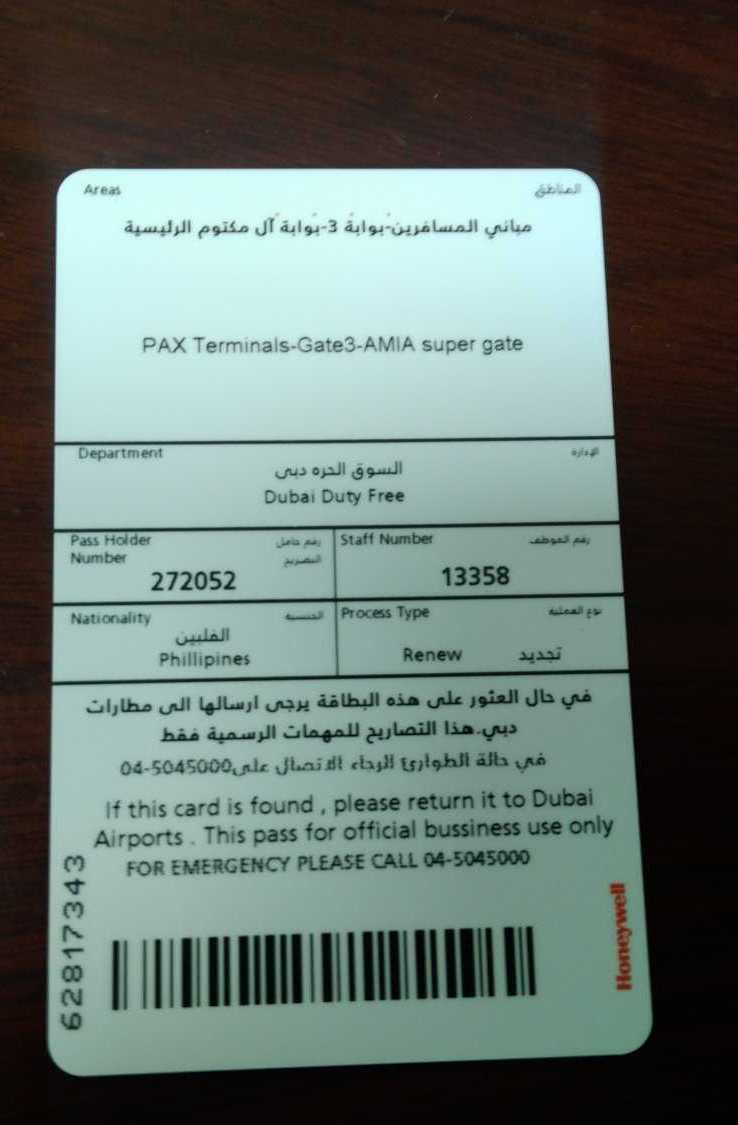 Areas المناطق
مباني المسافرين-بوابة 3-بوابة آل مكتوم الرئيسية
PAX Terminals-Gate3-AMIA super gate
Department الإدارة
السوق الحره دبى
Dubai Duty Free
Pass Holder Number رقم حامل التصريح
272052
Staff Number رقم الموظف
13358
Nationality الجنسية
الفلبين
Phillipines
Process Type نوع العملية
Renew تجديد
في حال العثور على هذه البطاقة يرجى ارسالها الى مطارات
دبي.هذا التصاريح للمهمات الرسمية فقط
في حالة الطوارئ الرجاء الاتصال على04-5045000
If this card is found , please return it to Dubai
Airports . This pass for official bussiness use only
FOR EMERGENCY PLEASE CALL 04-5045000
62817343
Honeywell